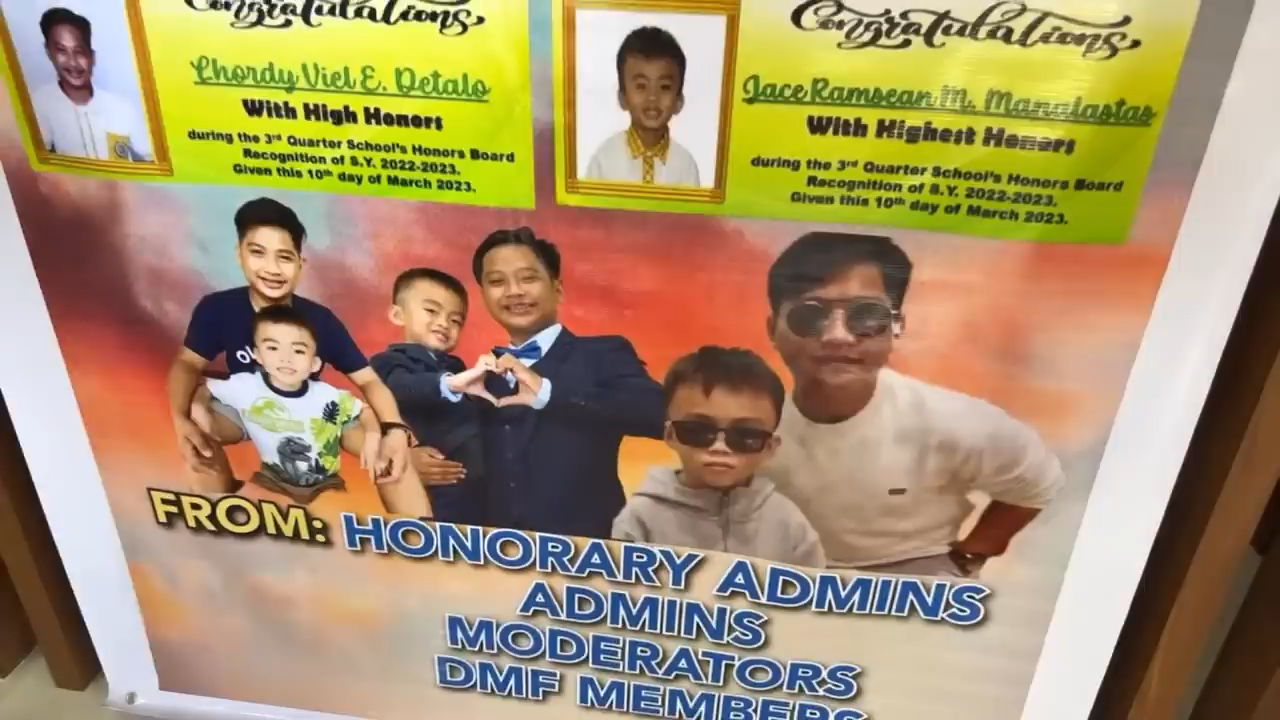 Congratulations
Chordy Viel E. Detalo
With High Honors
during the 3rd Quarter School's Honors Board
Recognition of S.Y. 2022-2023.
Given this 10th day of March 2023.
Congratulations
Jace Ramsean M. Manalastas
With Highest Honors
during the 3rd Quarter School's Honors Board
Recognition of S.Y. 2022-2023.
Given this 10th day of March 2023.
FROM: HONORARY ADMINS
ADMINS
MODERATORS
DMF MEMBERS